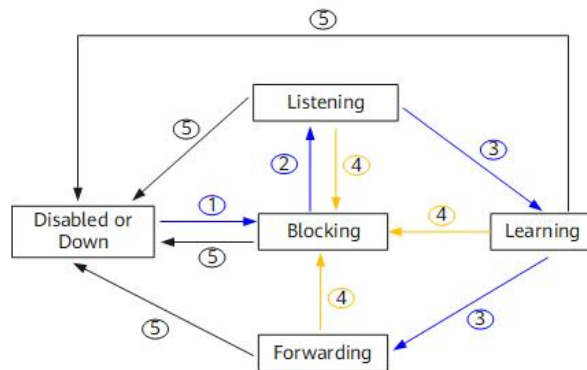 ⑤
Listening
⑤
②
④
③
Disabled or
Down
①
Blocking
④
Learning
⑤
④
③
⑤
Forwarding